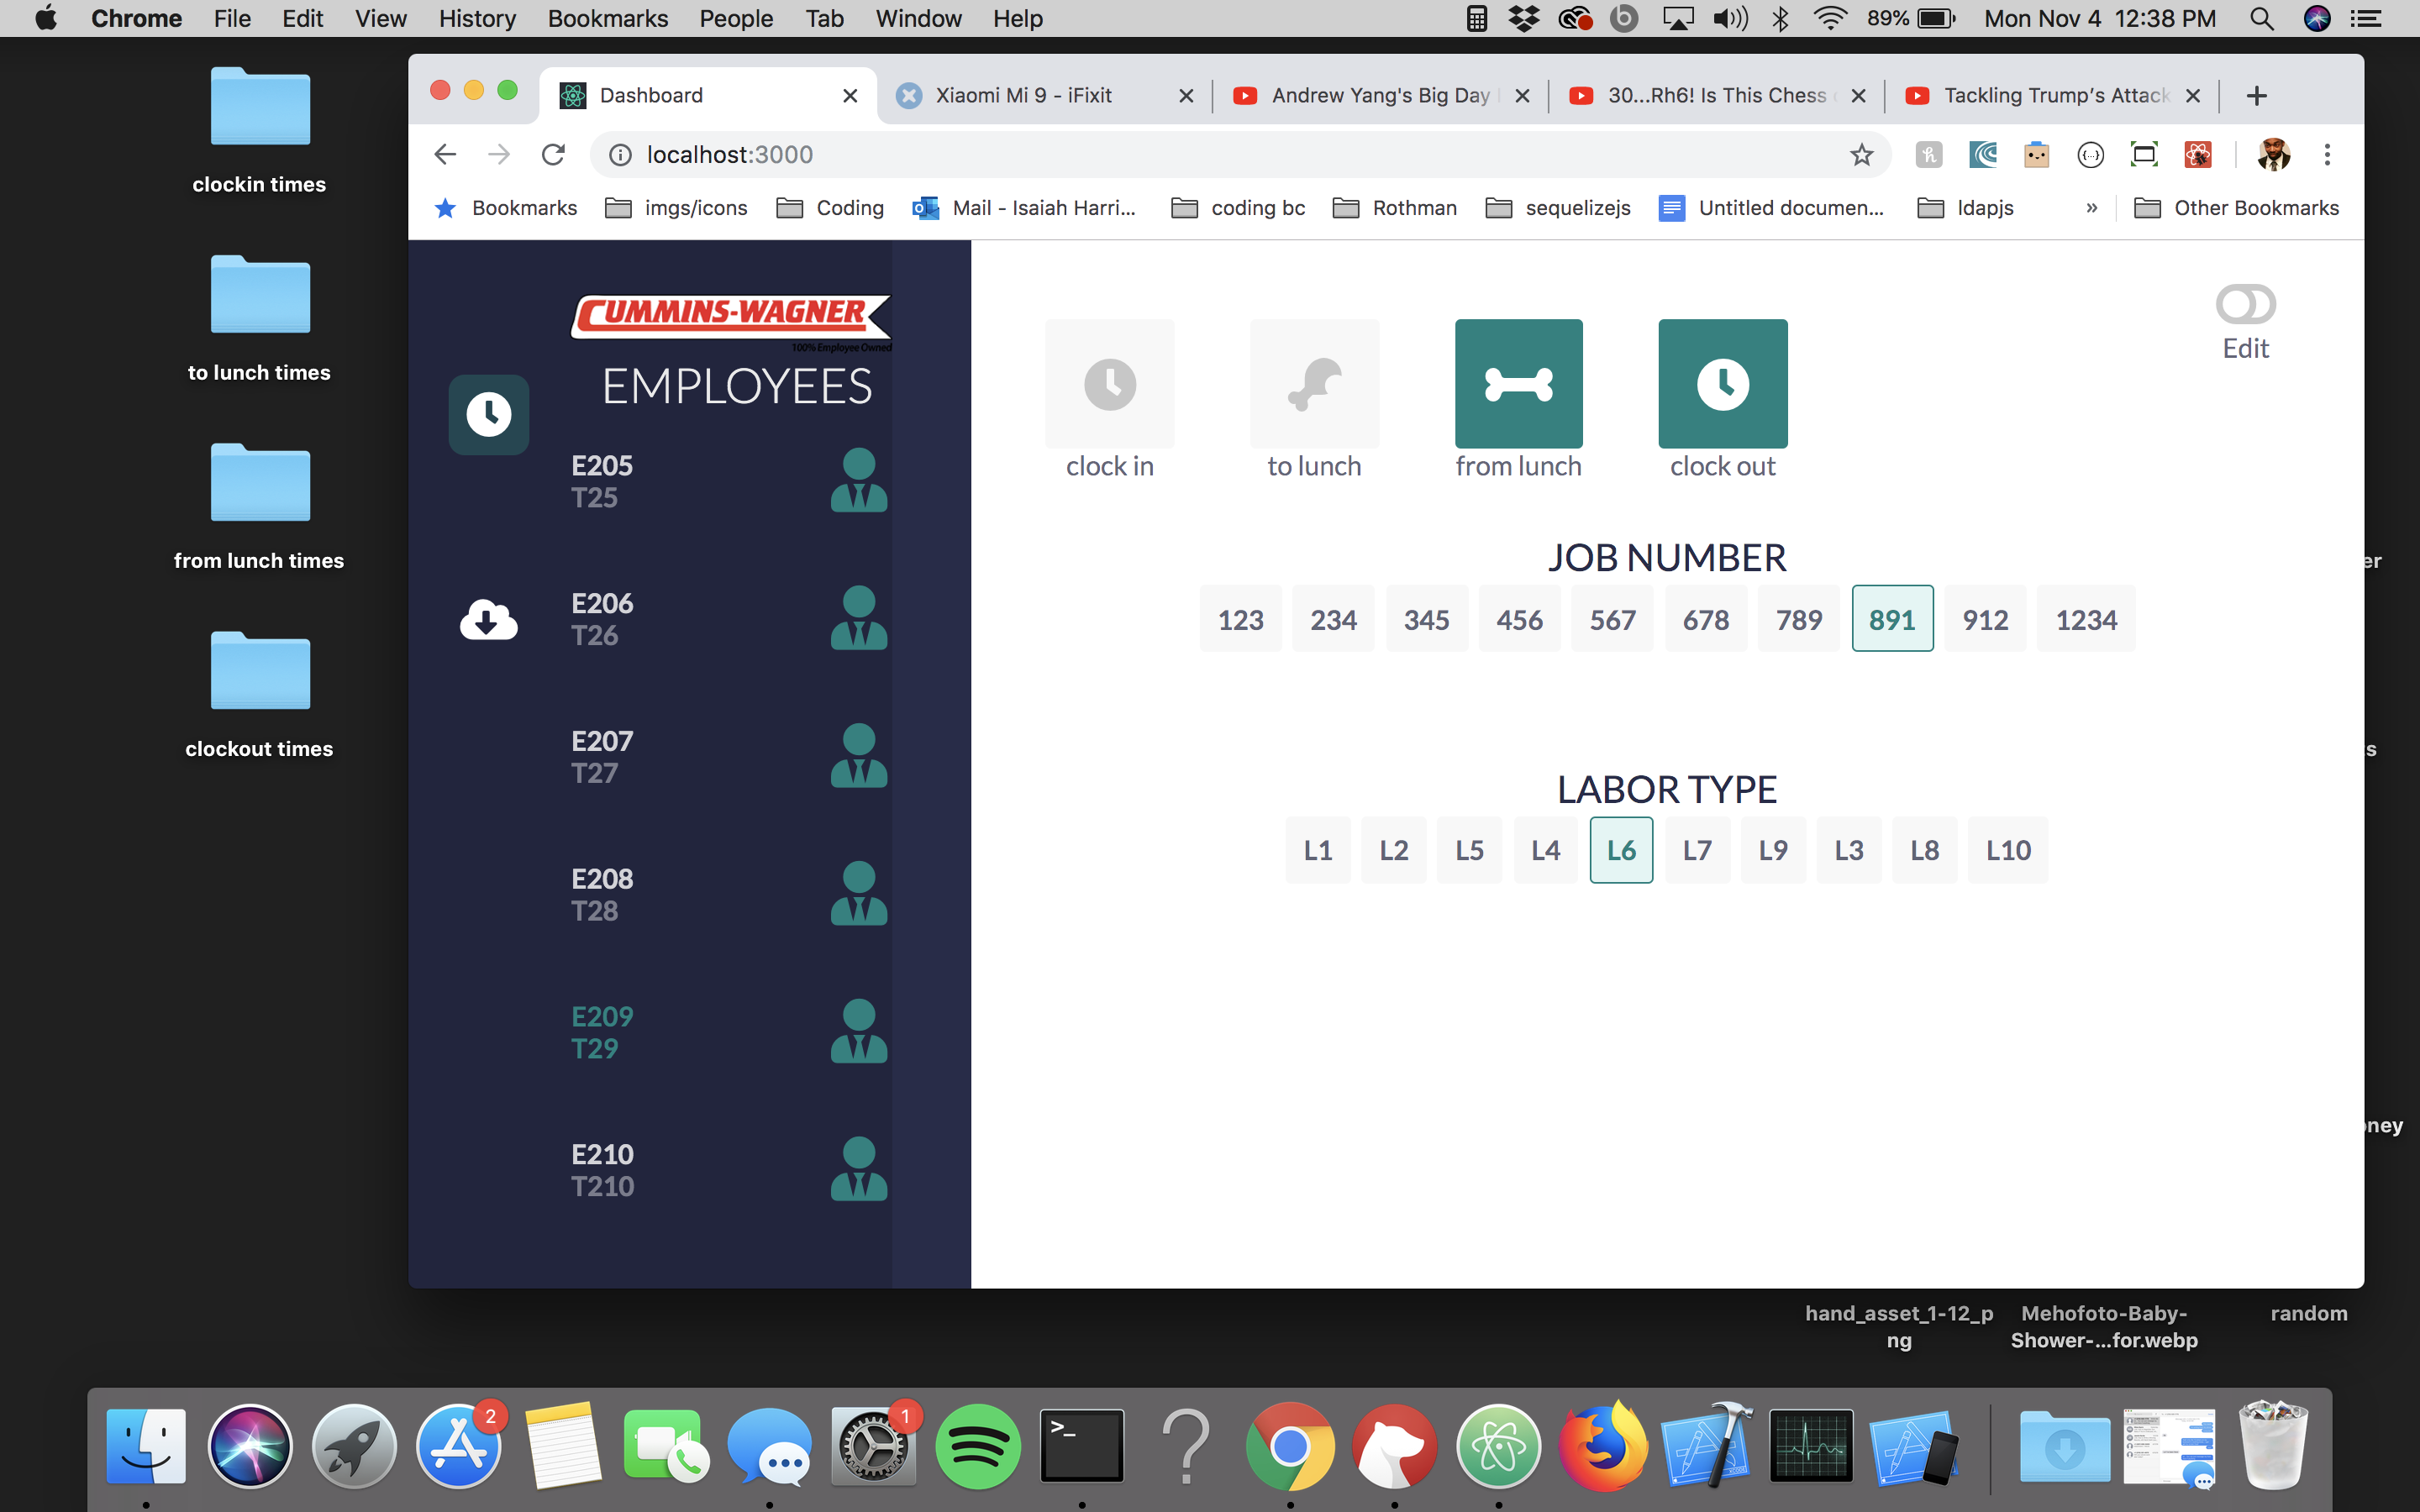 Chrome File Edit View History Bookmarks People Tab Window Help 89% Mon Nov 4 12:38 PM
Dashboard Xiaomi Mi 9 - iFixit Andrew Yang's Big Day 30...Rh6! Is This Chess Tackling Trump's Attack
localhost:3000
Bookmarks imgs/icons Coding Mail - Isaiah Harri... coding bc Rothman sequelizejs Untitled documen... ldapjs » Other Bookmarks
clockin times
to lunch times
from lunch times
clockout times
CUMMINS-WAGNER
100% Employee Owned
EMPLOYEES
E205
T25
E206
T26
E207
T27
E208
T28
E209
T29
E210
T210
Edit
clock in to lunch from lunch clock out
JOB NUMBER
123 234 345 456 567 678 789 891 912 1234
LABOR TYPE
L1 L2 L5 L4 L6 L7 L9 L3 L8 L10
er
s
ney
hand_asset_1-12_p
ng
Mehofoto-Baby-
Shower-...for.webp
random
2
1
>_